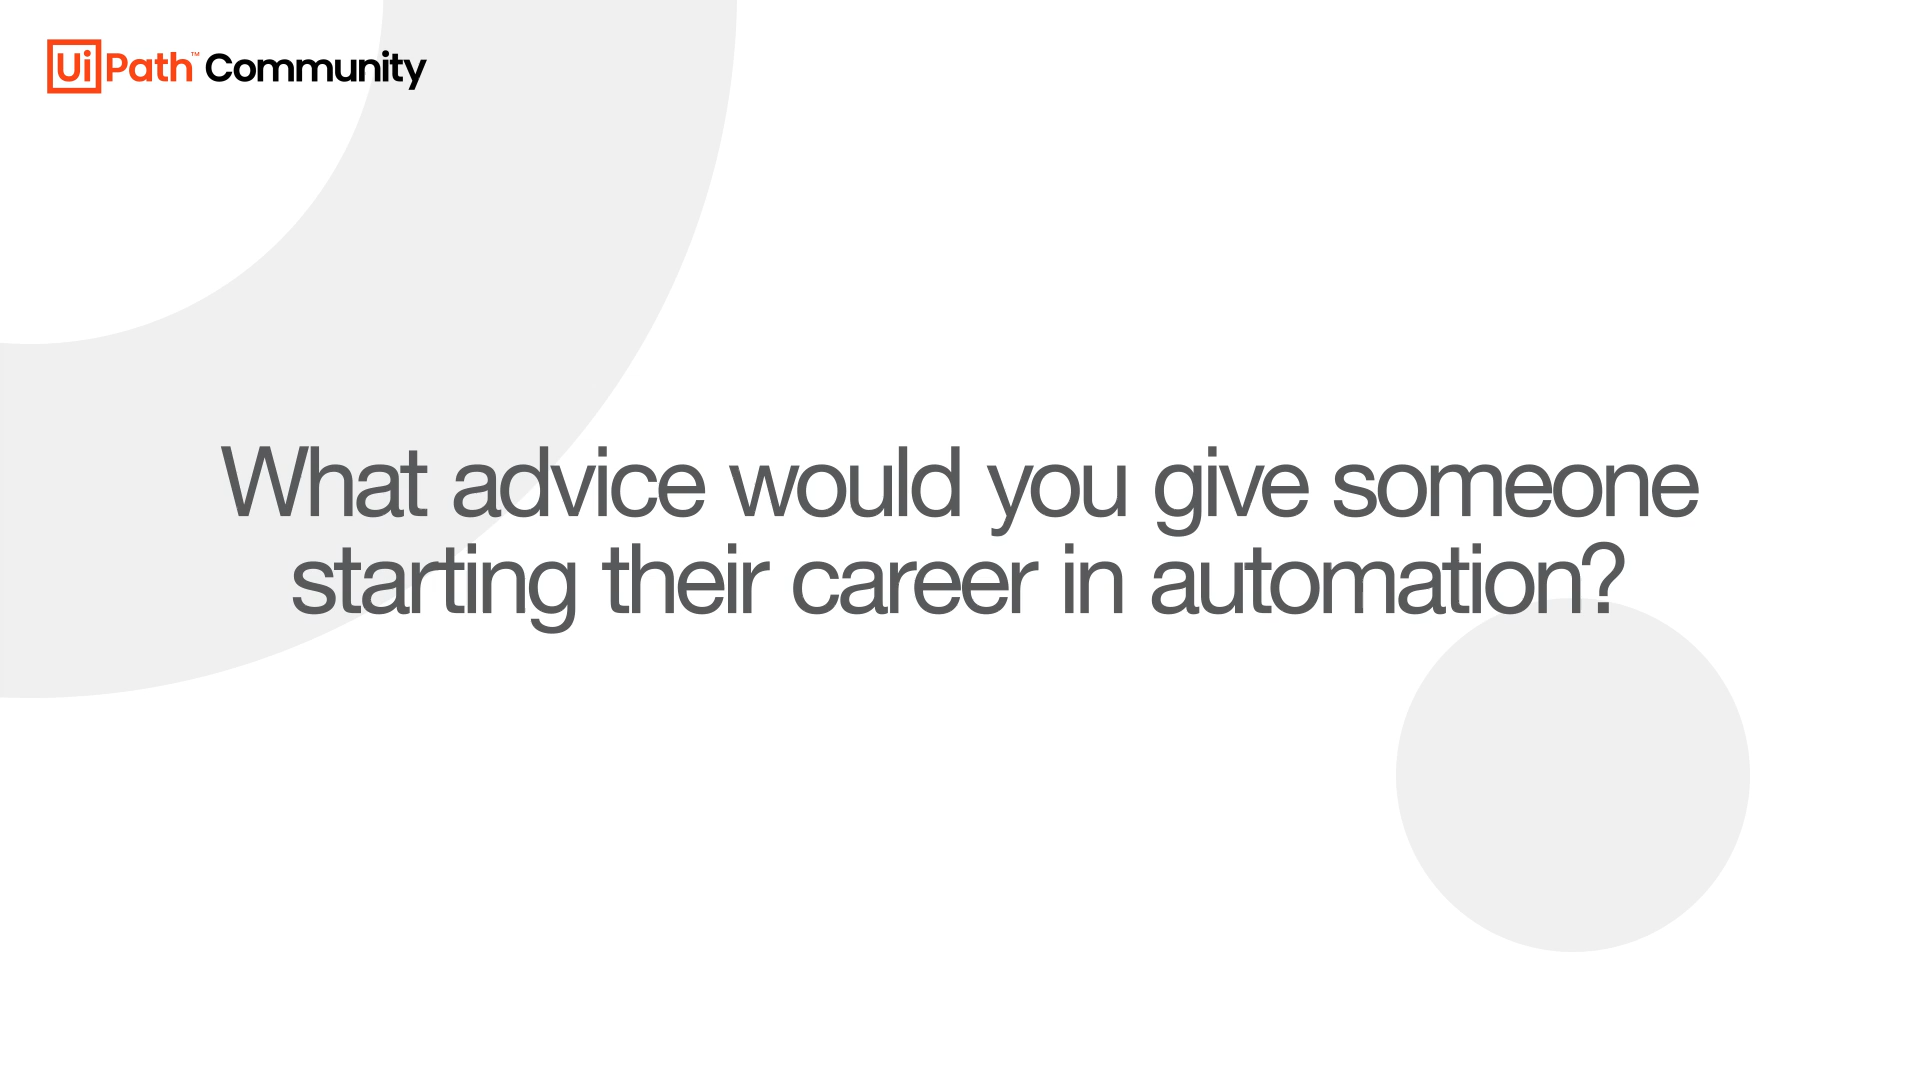 UiPath™ Community
What advice would you give someone
starting their career in automation?